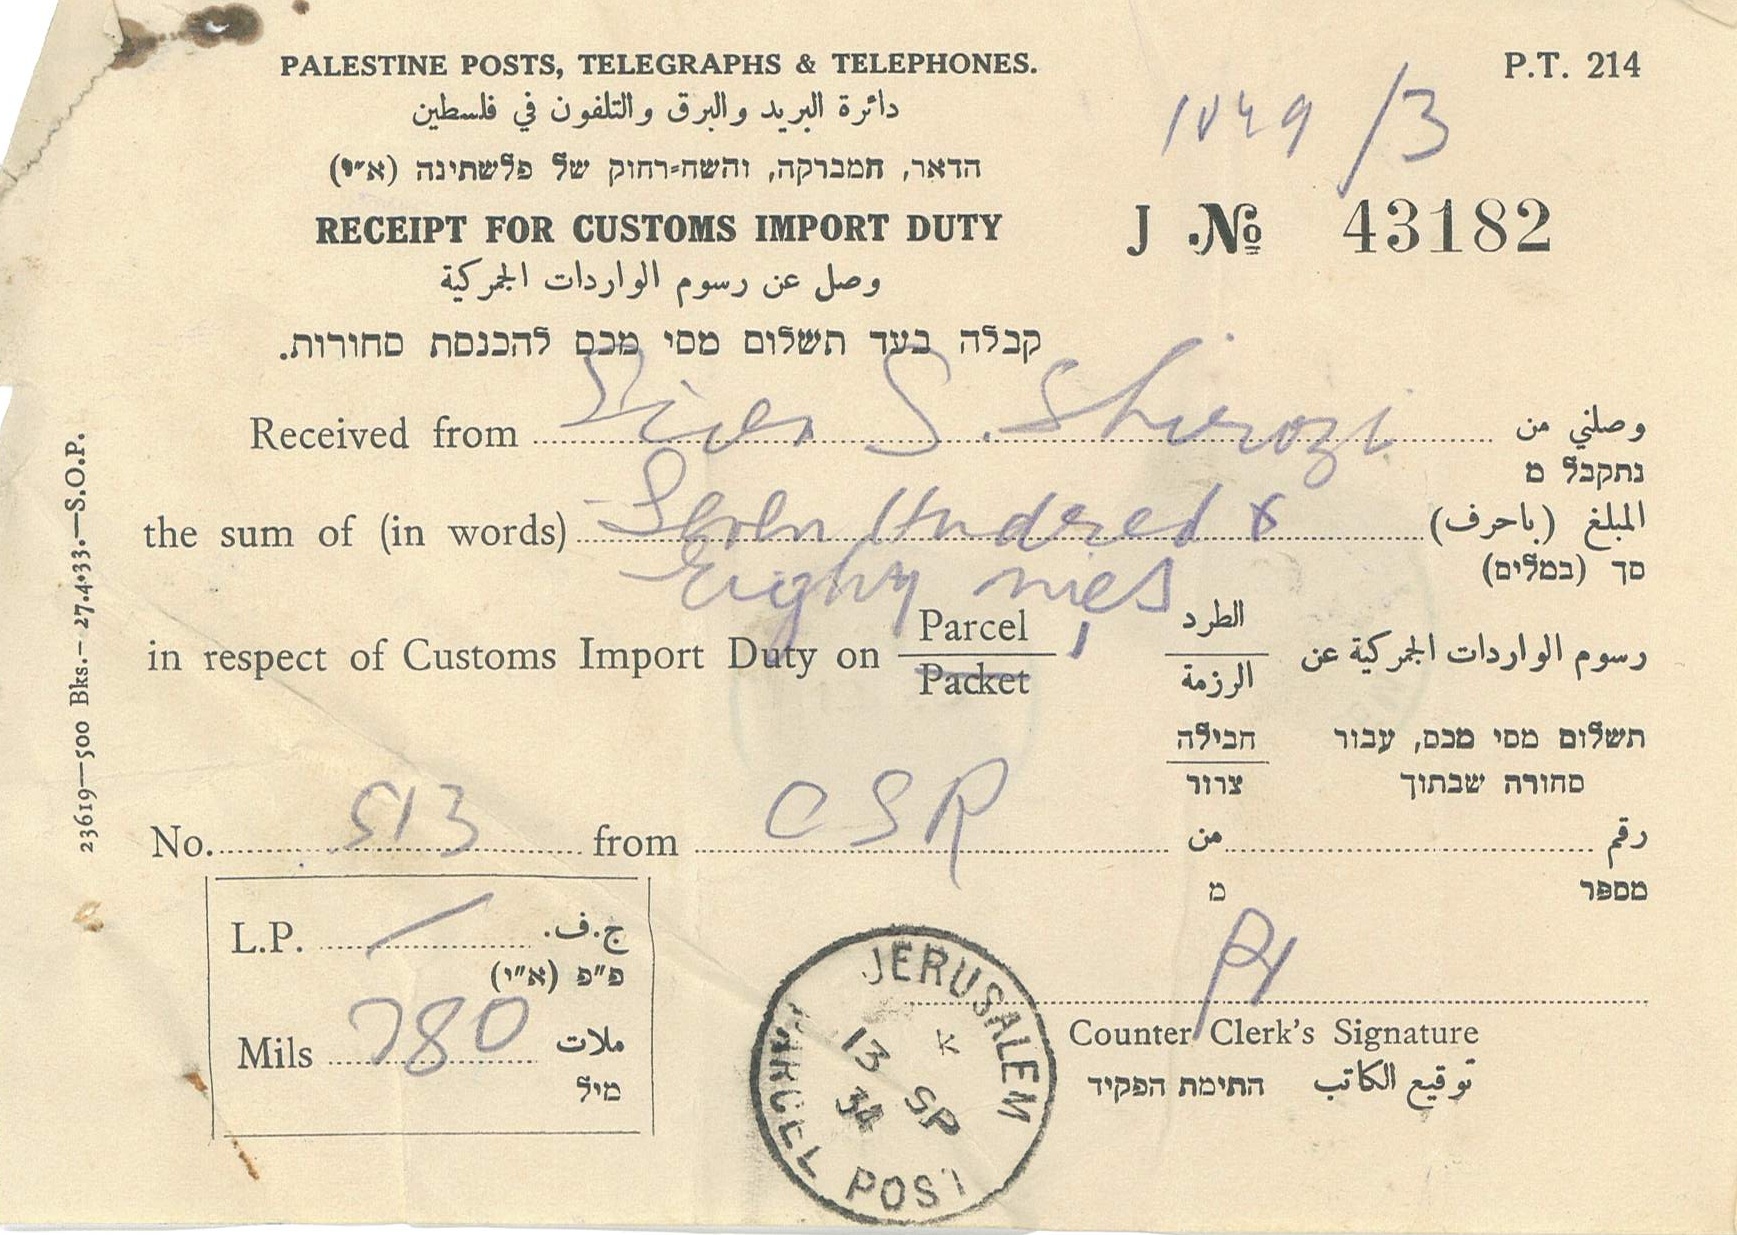 PALESTINE POSTS, TELEGRAPHS & TELEPHONES.
P.T. 214
دائرة البريد والبرق والتلفون في فلسطين
1049/3
הדאר, המברקה, והשח-רחוק של פלשתינה (א״י)
RECEIPT FOR CUSTOMS IMPORT DUTY
J .No 43182
وصل عن رسوم الواردات الجمركية
קבלה בעד תשלום מסי מכס להכנסת סחורות.
Received from S. Shirozi وصلني من
נתקבל מ
the sum of (in words) Seven Hundred & المبلغ (باحرف)
Eighty mils סך (במלים)
in respect of Customs Import Duty on Parcel الطرد رسوم الواردات الجمركية عن
Packet الرزمة
תשלום מסי מכס, עבור חבילה
סחורה שבתוך צרור
No. 513 from CSR من رقم
מספר מ
L.P. / ج.ف.
פ״פ (א״י)
Mils 780 ملات
מיל
Counter Clerk's Signature
توقيع الكاتب חתימת הפקיד
JERUSALEM
13 SP
34
PARCEL POST
23619—500 Bks.—27.4.33.—S.O.P.